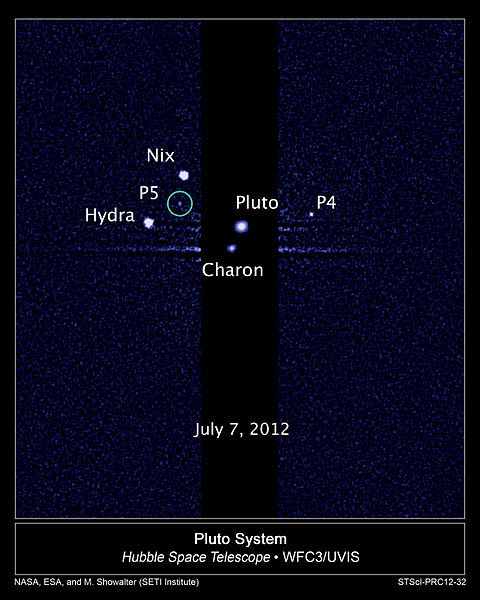 Nix
P5
Hydra
Pluto
P4
Charon
July 7, 2012
Pluto System
Hubble Space Telescope • WFC3/UVIS
NASA, ESA, and M. Showalter (SETI Institute)
STScI-PRC12-32